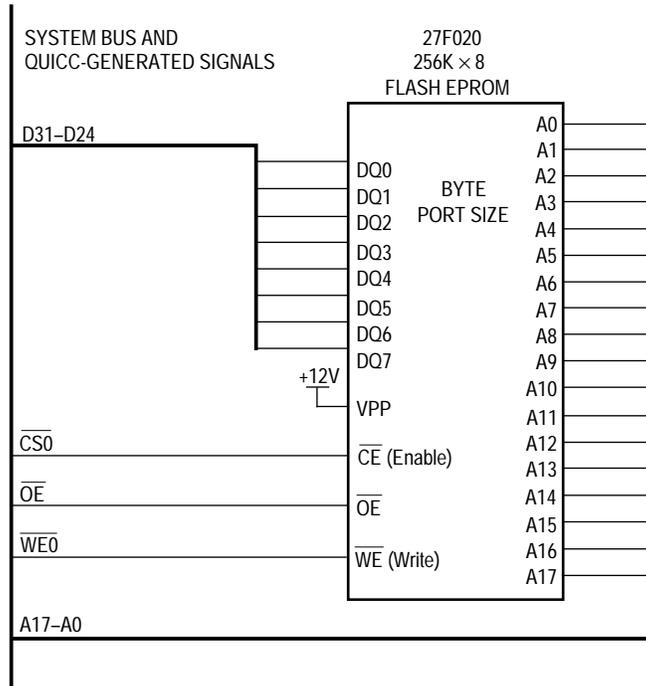 SYSTEM BUS AND
QUICC-GENERATED SIGNALS
27F020
256K × 8
FLASH EPROM
D31–D24
DQ0
DQ1
DQ2
DQ3
DQ4
DQ5
DQ6
DQ7
BYTE
PORT SIZE
A0
A1
A2
A3
A4
A5
A6
A7
A8
A9
A10
A11
A12
A13
A14
A15
A16
A17
+12V
VPP
CS0
CE (Enable)
OE
OE
WE0
WE (Write)
A17–A0